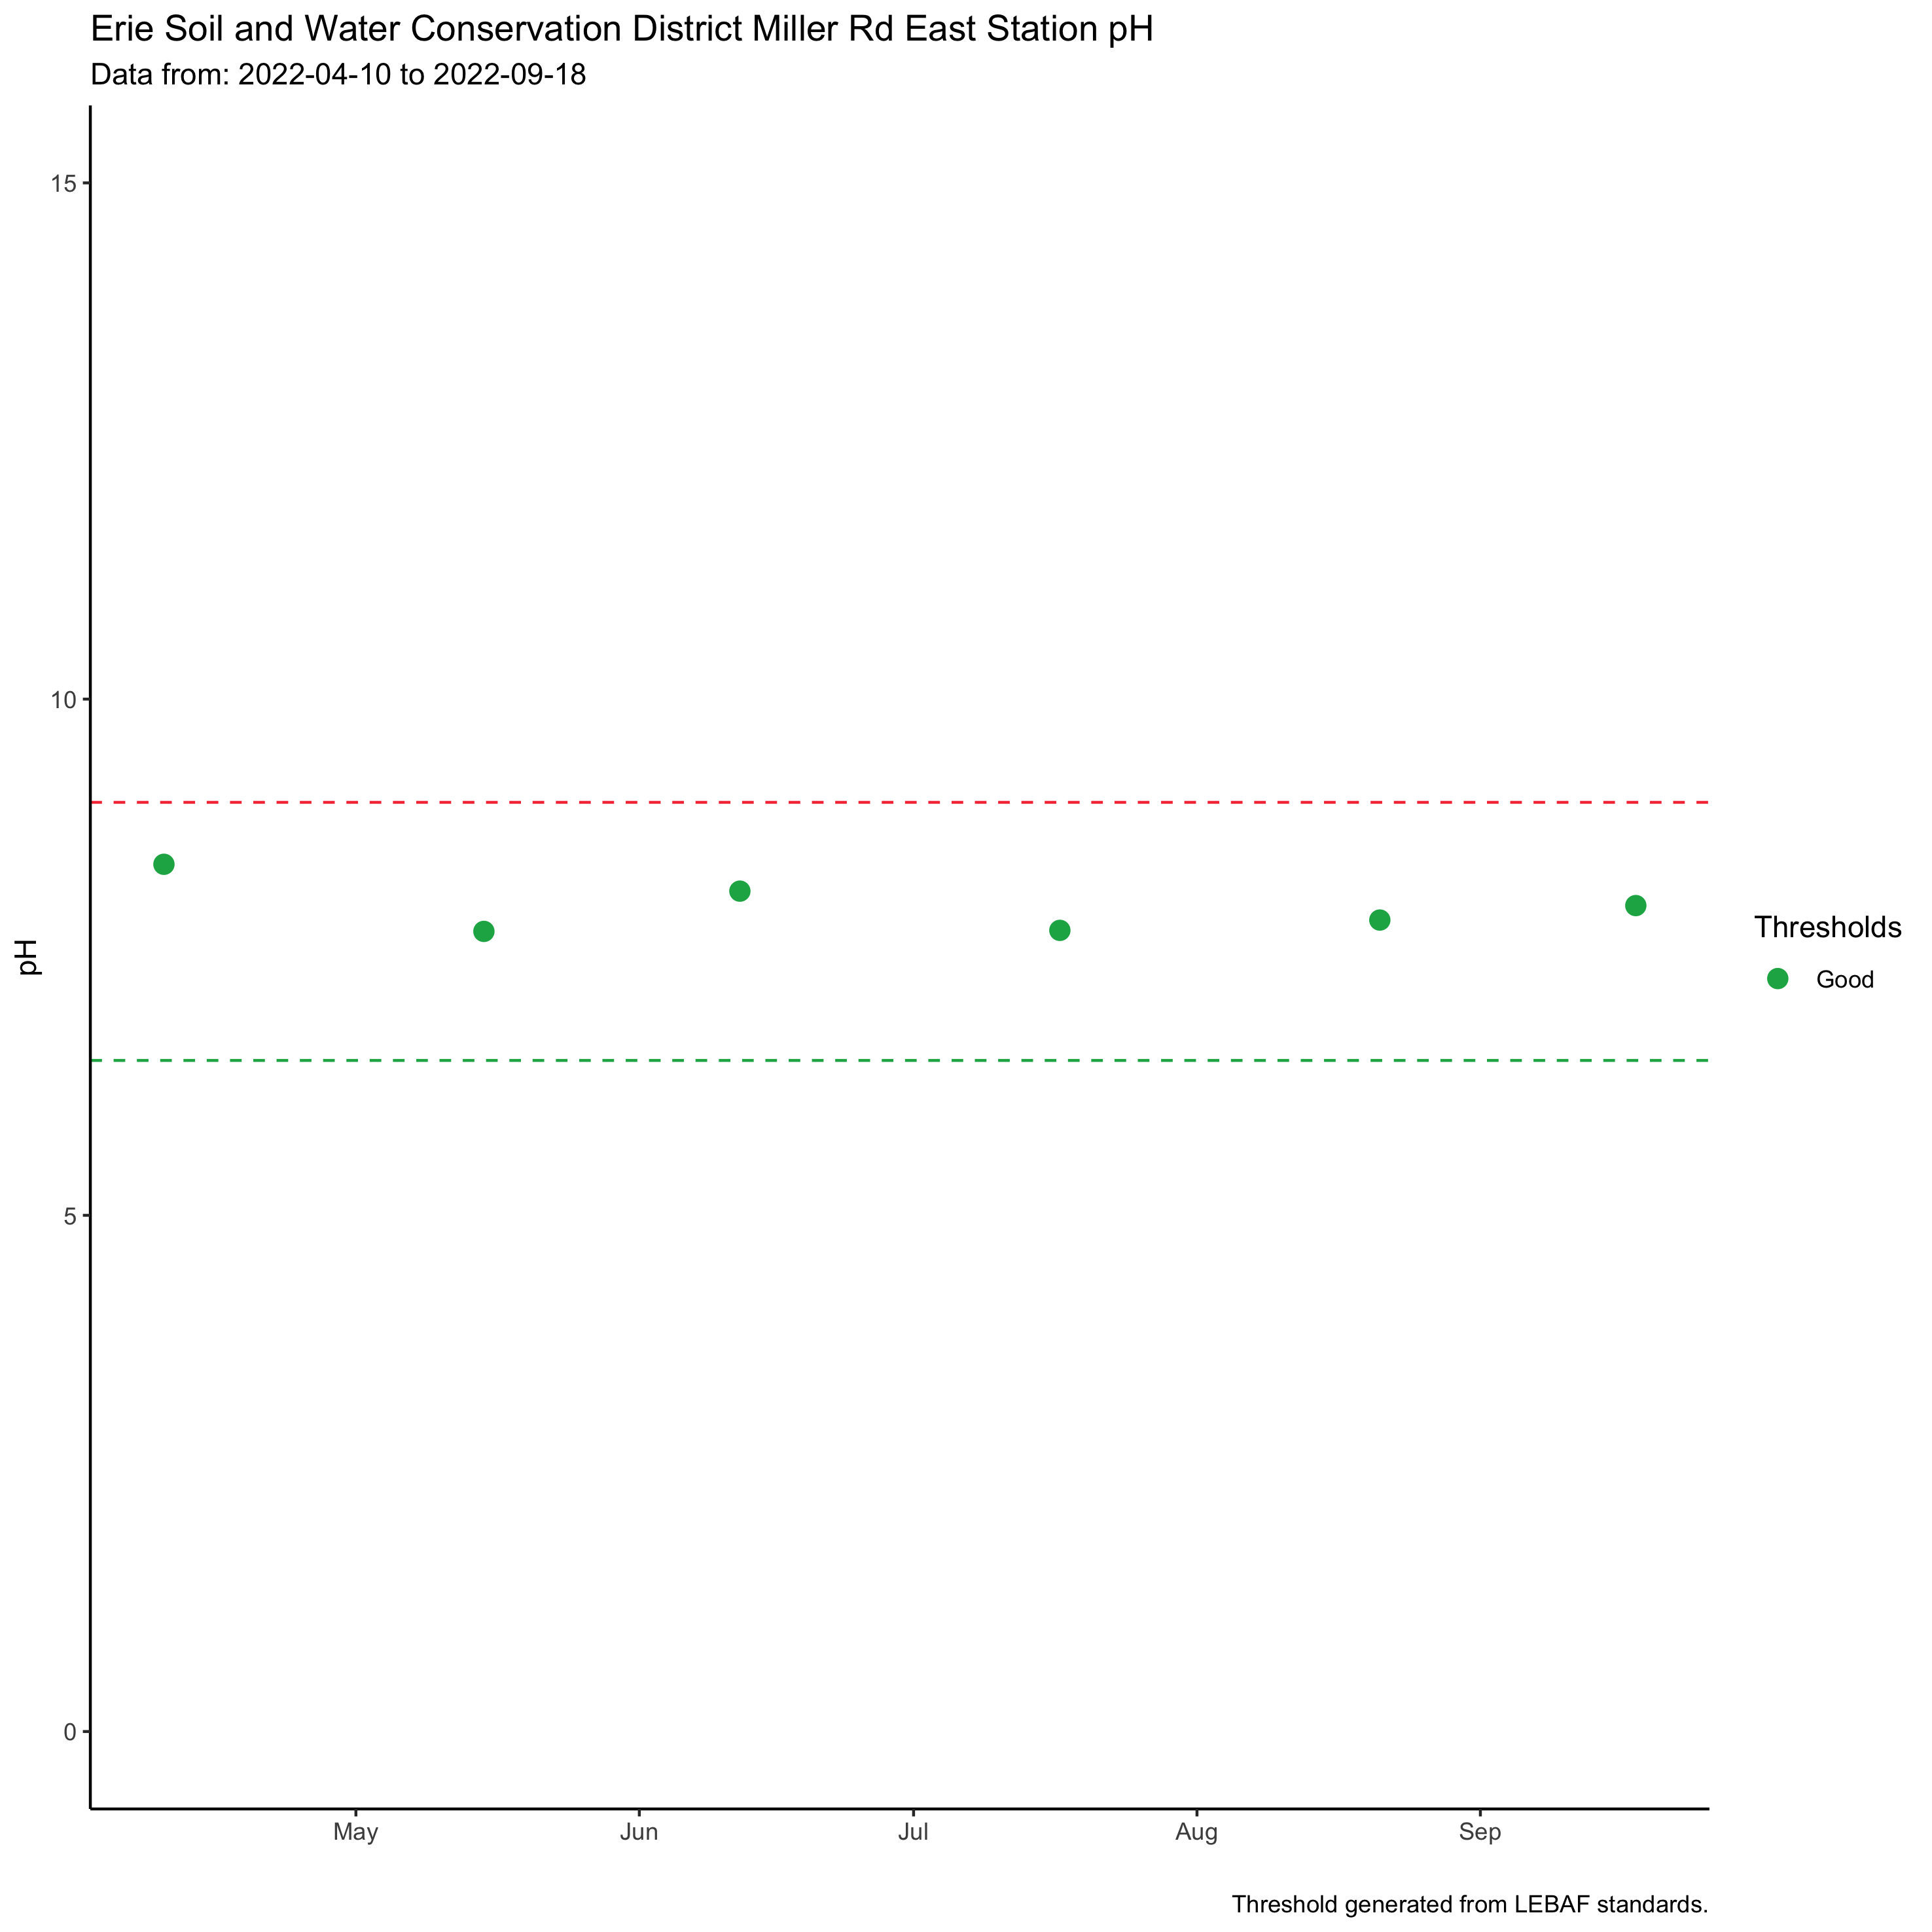 Erie Soil and Water Conservation District Miller Rd East Station pH
Data from: 2022-04-10 to 2022-09-18
15
10
5
0
pH
Thresholds
Good
May Jun Jul Aug Sep
Threshold generated from LEBAF standards.